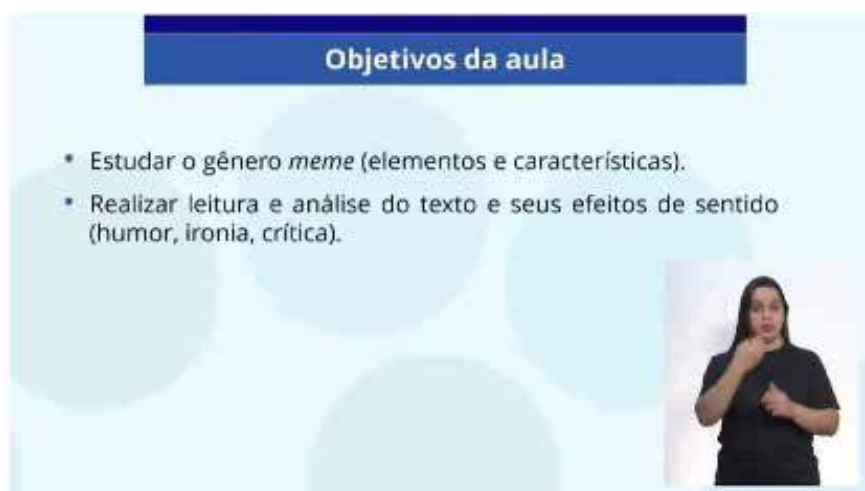 Objetivos da aula
• Estudar o gênero meme (elementos e características).
• Realizar leitura e análise do texto e seus efeitos de sentido
(humor, ironia, crítica).